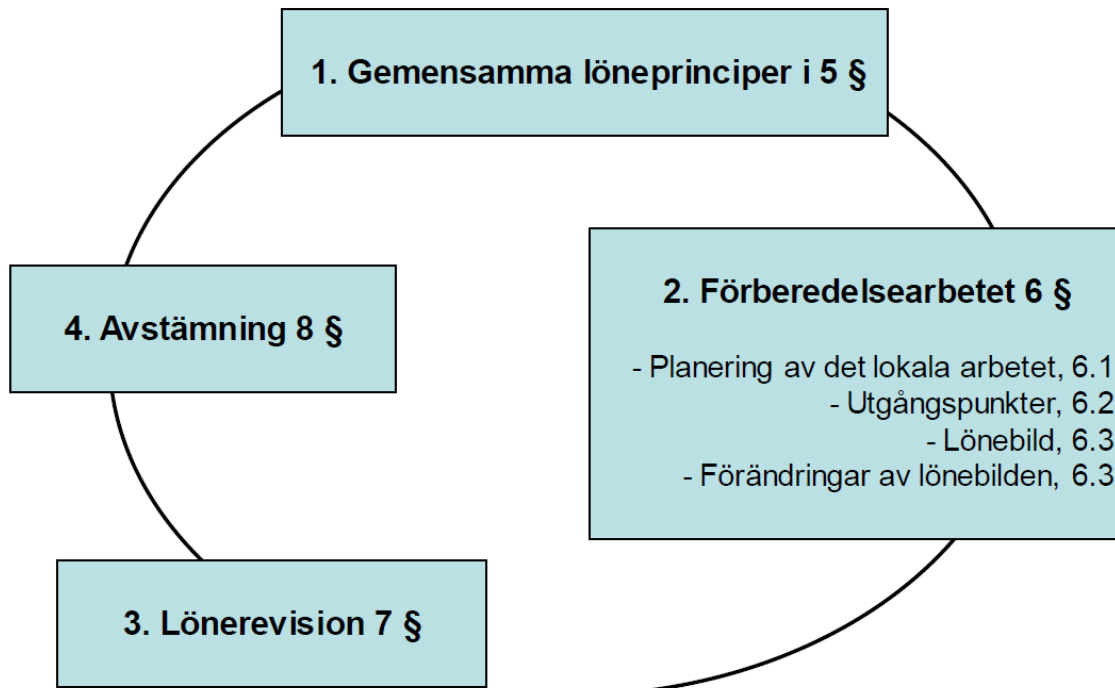 1. Gemensamma löneprinciper i 5 §
2. Förberedelsearbetet 6 §
- Planering av det lokala arbetet, 6.1
- Utgångspunkter, 6.2
- Lönebild, 6.3
- Förändringar av lönebilden, 6.3
3. Lönerevision 7 §
4. Avstämning 8 §